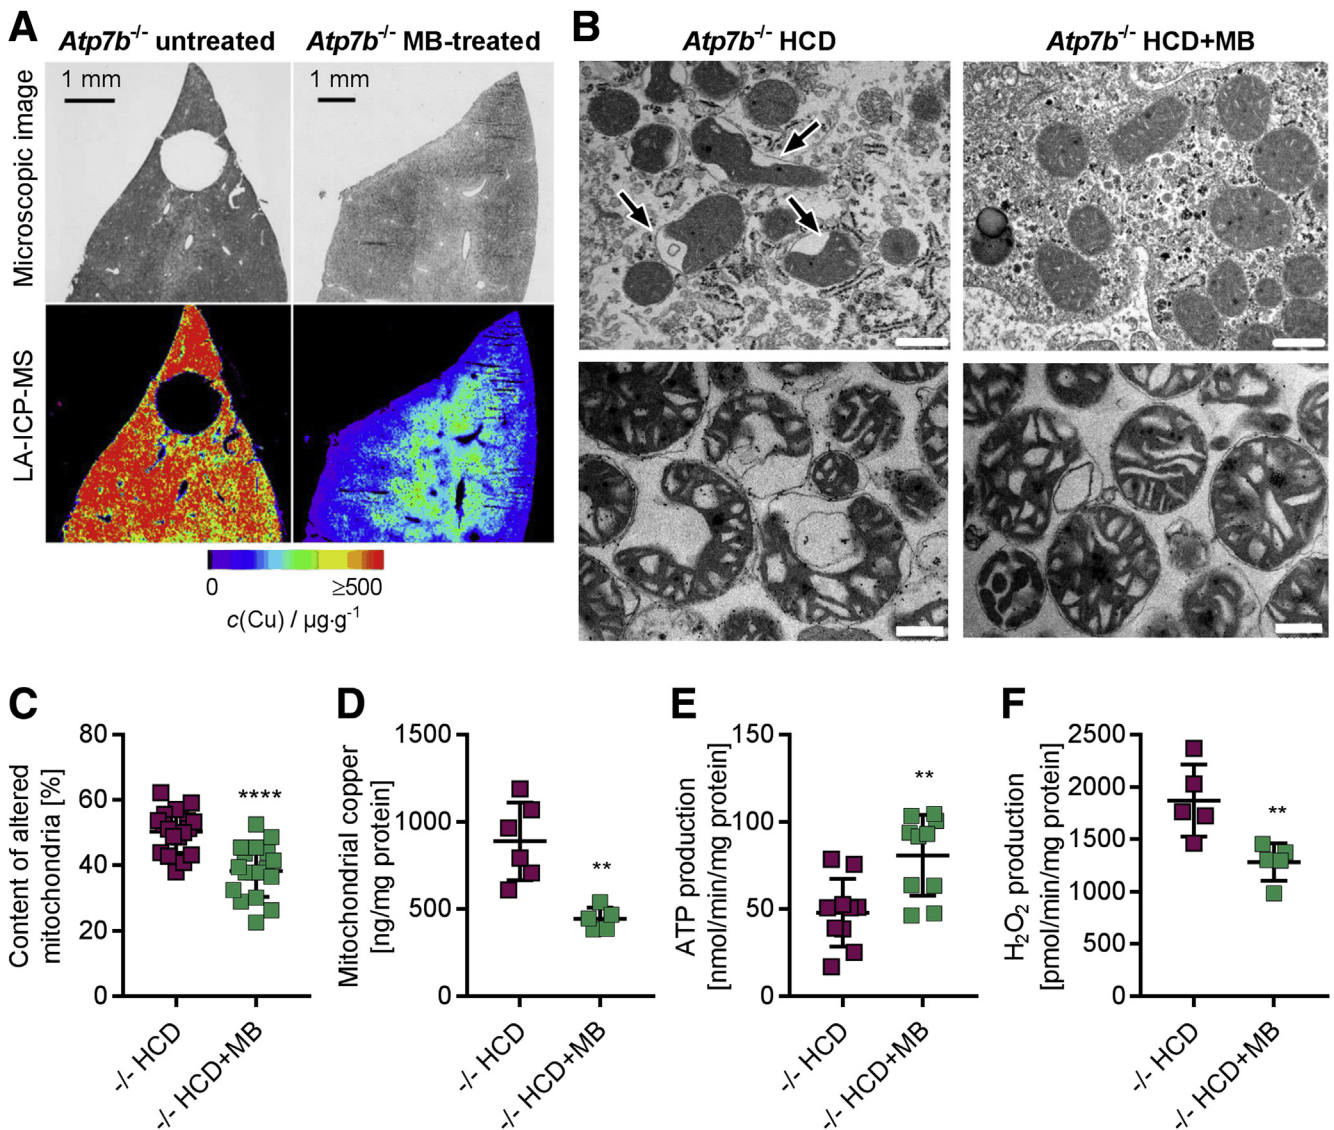 A
Atp7b-/- untreated
Atp7b-/- MB-treated
Microscopic image
1 mm
1 mm
LA-ICP-MS
0
≥500
c(Cu) / µg·g-1
B
Atp7b-/- HCD
Atp7b-/- HCD+MB
C
Content of altered
mitochondria [%]
80
60
40
20
0
****
-/- HCD
-/- HCD+MB
D
Mitochondrial copper
[ng/mg protein]
1500
1000
500
0
**
-/- HCD
-/- HCD+MB
E
ATP production
[nmol/min/mg protein]
150
100
50
0
**
-/- HCD
-/- HCD+MB
F
H2O2 production
[pmol/min/mg protein]
2500
2000
1500
1000
500
0
**
-/- HCD
-/- HCD+MB